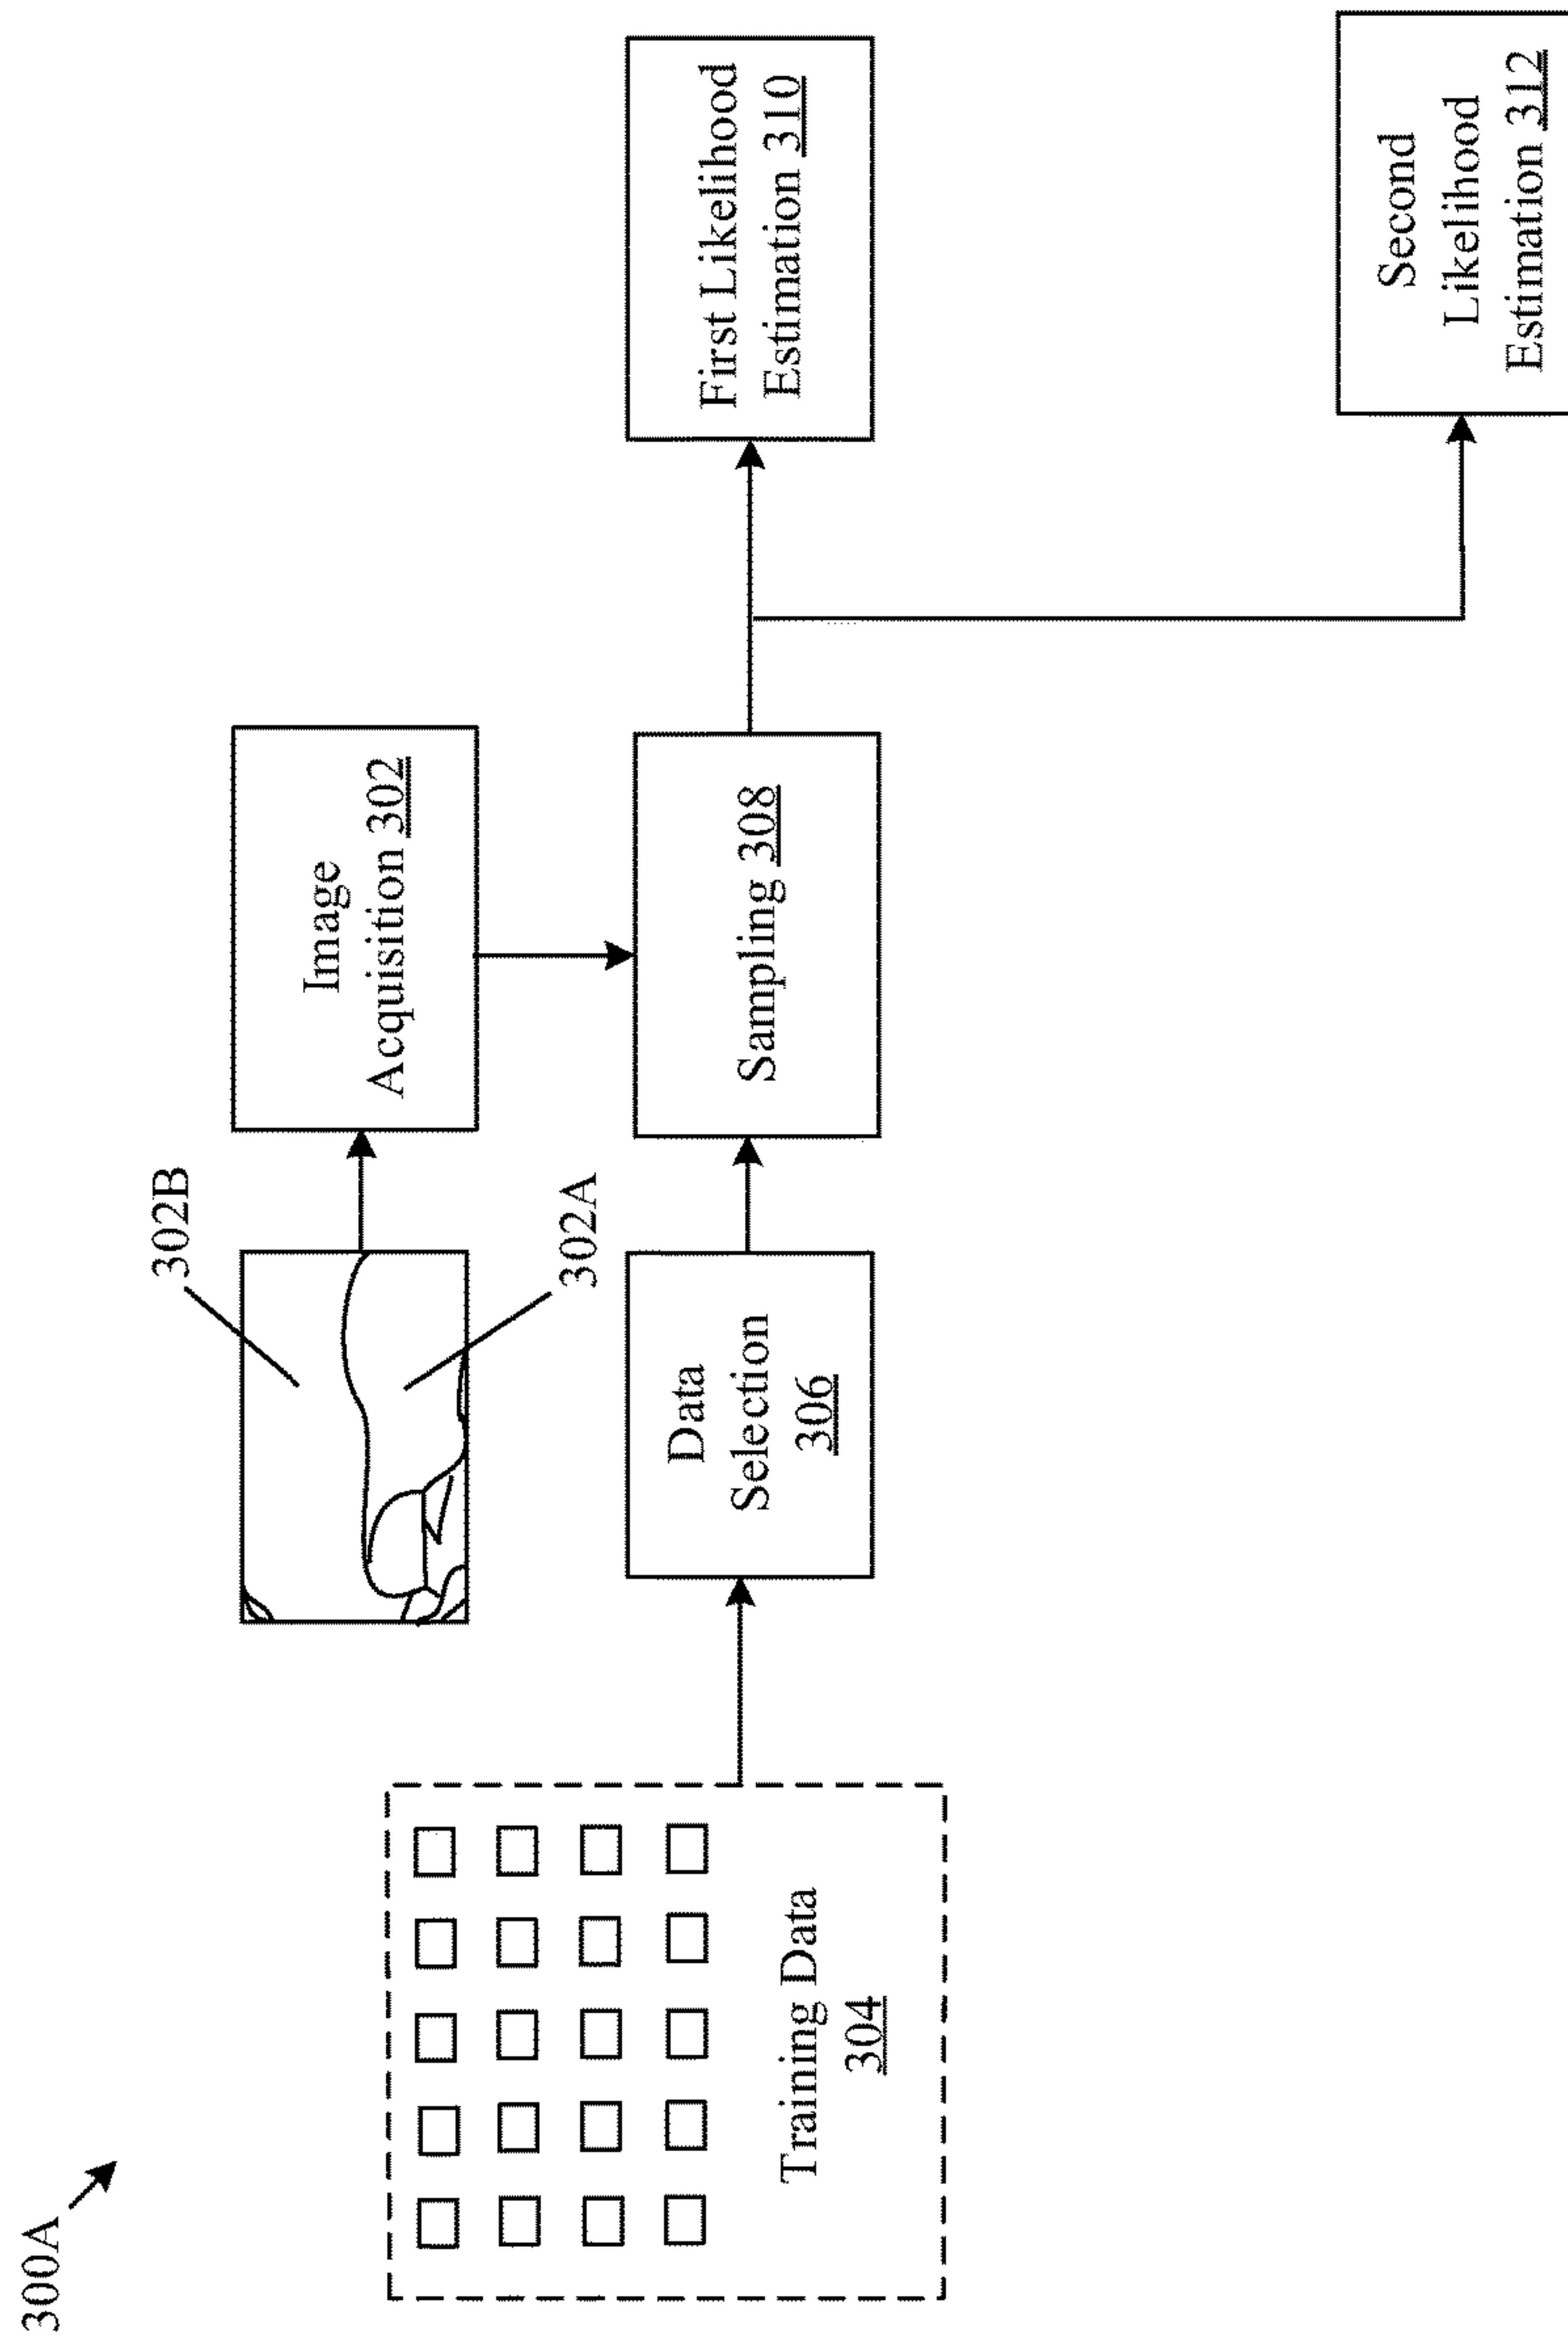 300A
302B
Image
Acquisition 302
302A
Training Data
304
Data
Selection
306
Sampling 308
First Likelihood
Estimation 310
Second
Likelihood
Estimation 312